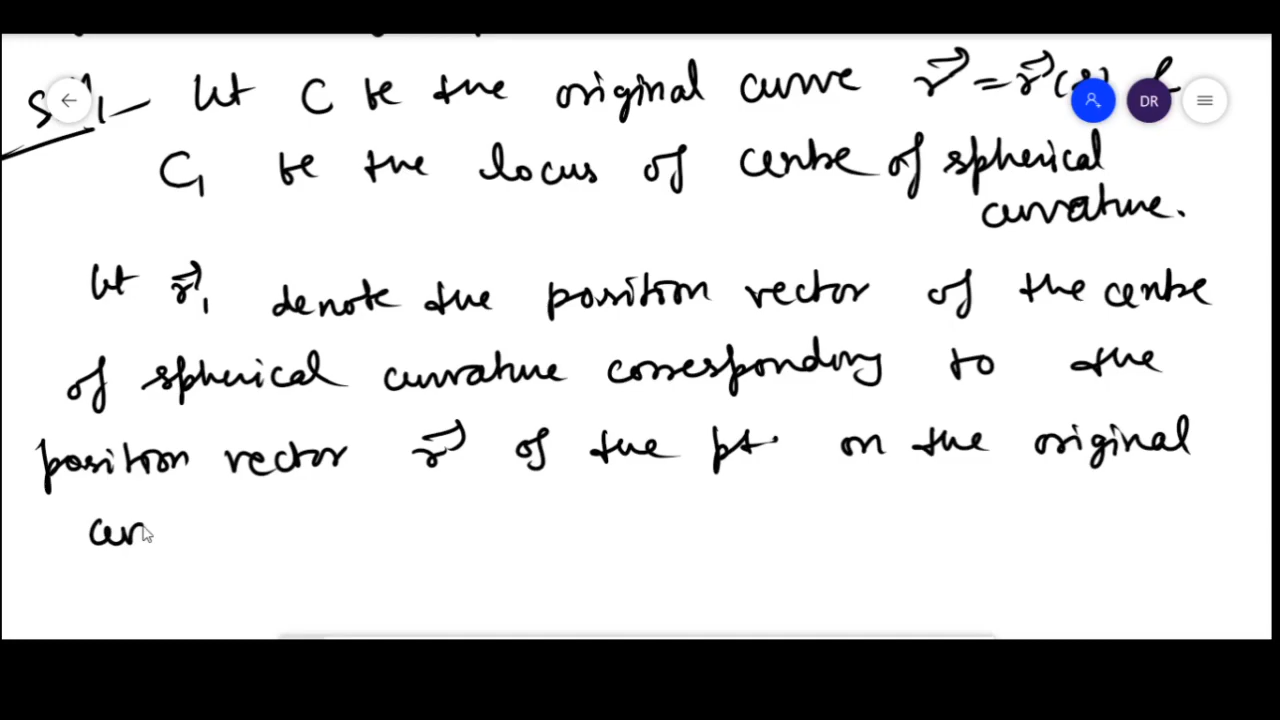 Let C be the original curve r⃗ = r⃗(s) &
C₁ be the locus of centre of spherical
curvature.
DR
Let r⃗₁ denote the position vector of the centre
of spherical curvature corresponding to the
position vector r⃗ of the pt. on the original
cur